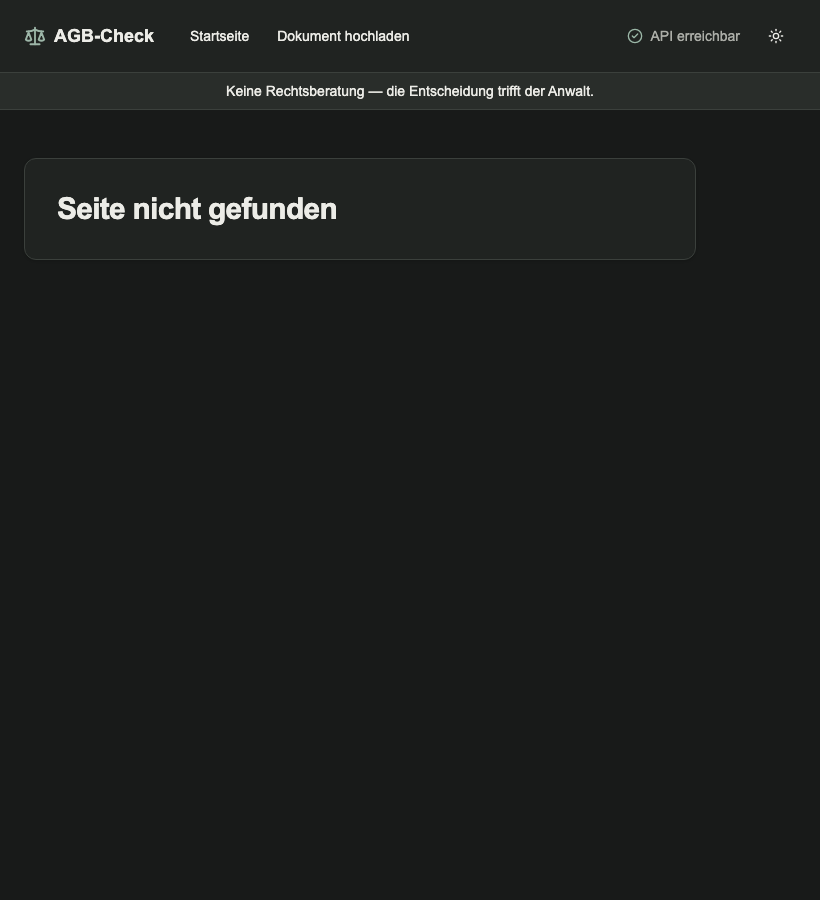 AGB-Check Startseite Dokument hochladen API erreichbar
Keine Rechtsberatung — die Entscheidung trifft der Anwalt.
Seite nicht gefunden